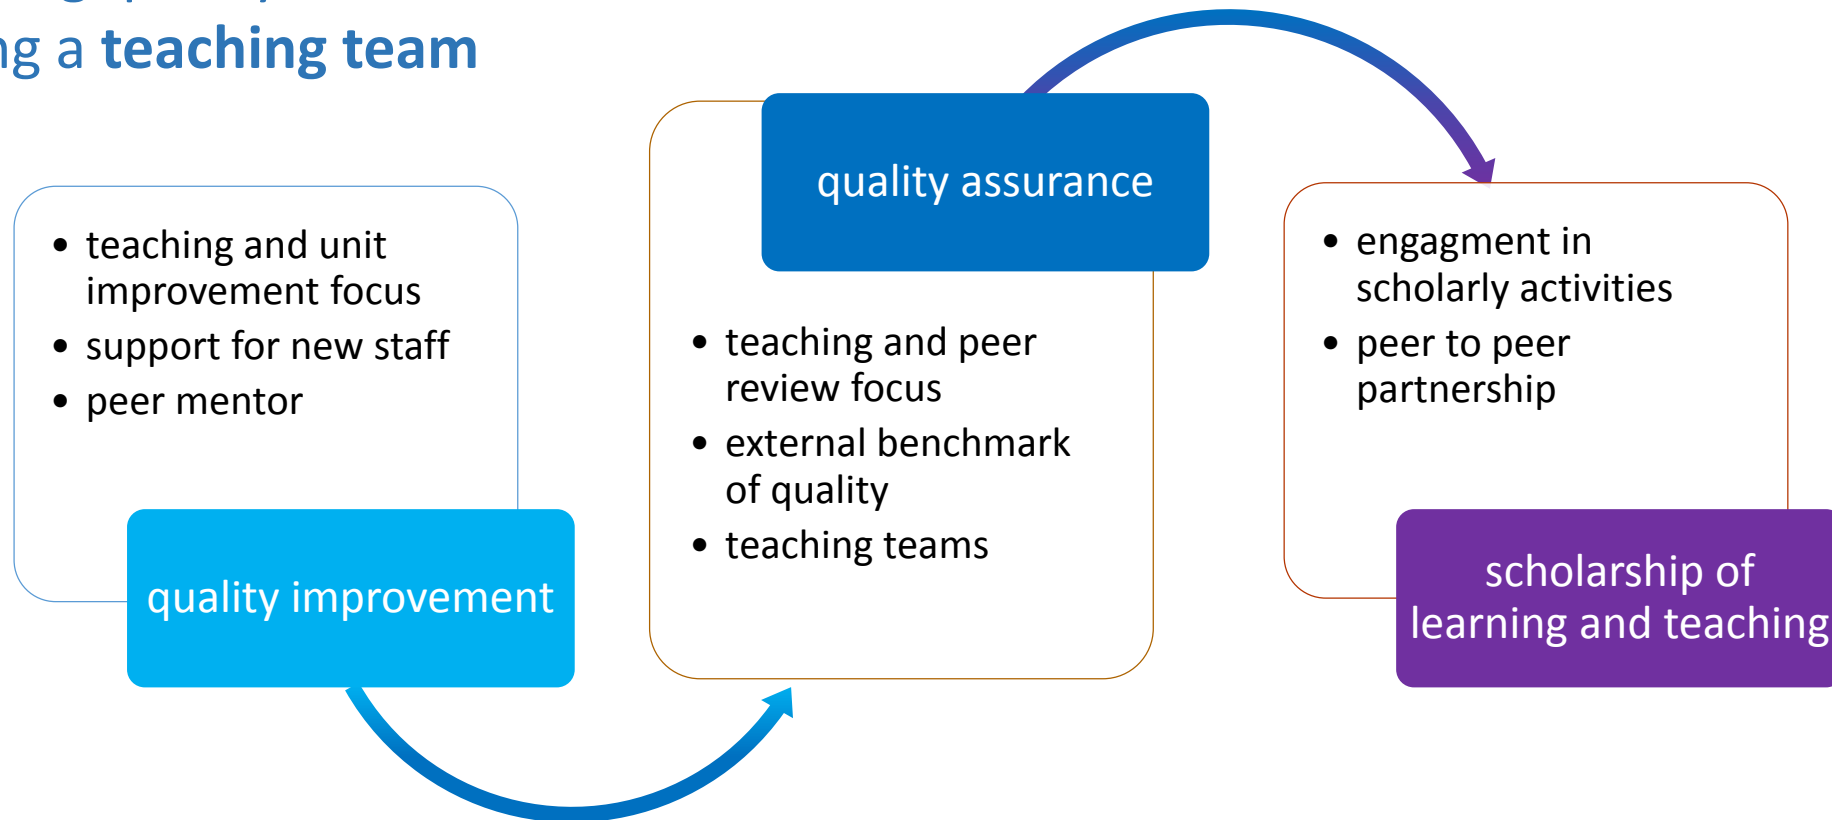 ng a teaching team
• teaching and unit
improvement focus
• support for new staff
• peer mentor
quality improvement
quality assurance
• teaching and peer
review focus
• external benchmark
of quality
• teaching teams
• engagment in
scholarly activities
• peer to peer
partnership
scholarship of
learning and teaching